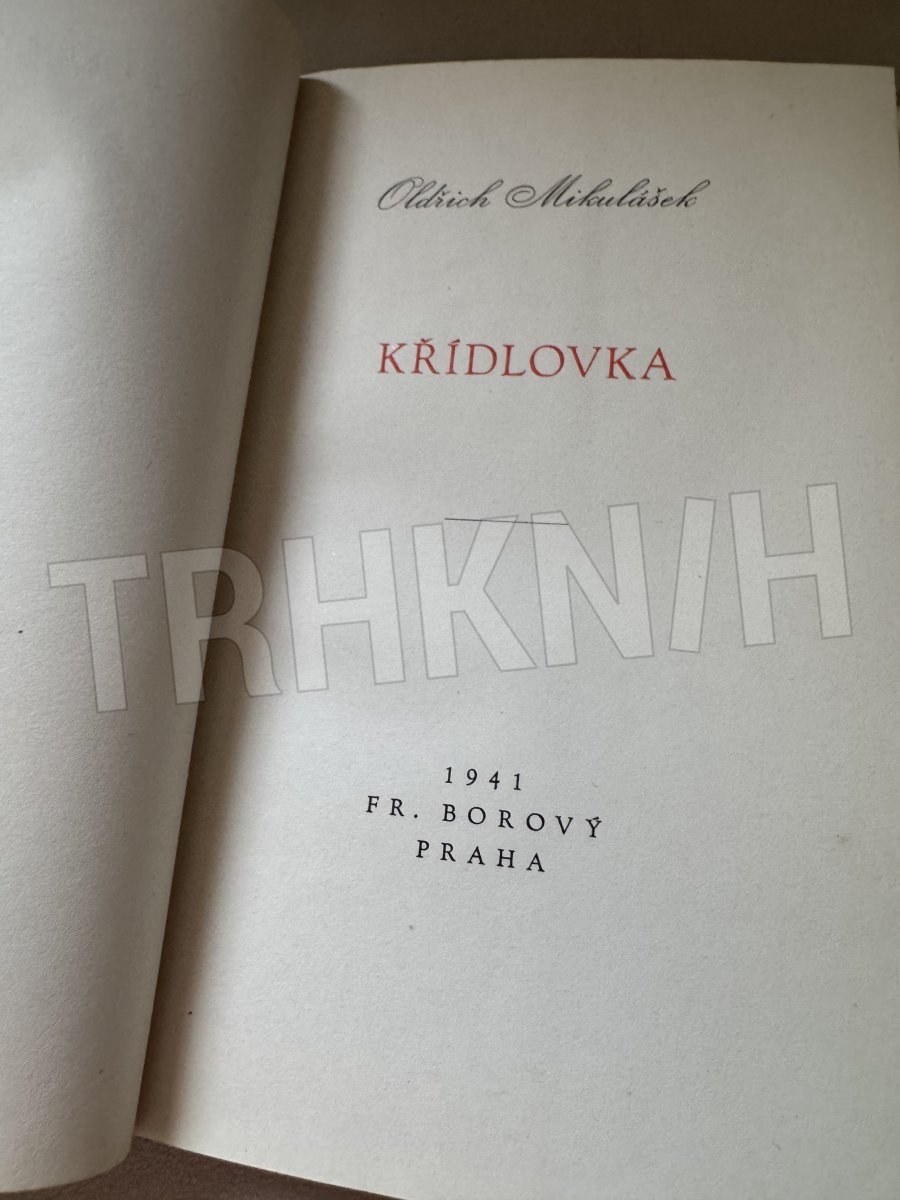 Oldřich Mikulášek
KŘÍDLOVKA
TRHKNIH
1941
FR. BOROVÝ
PRAHA